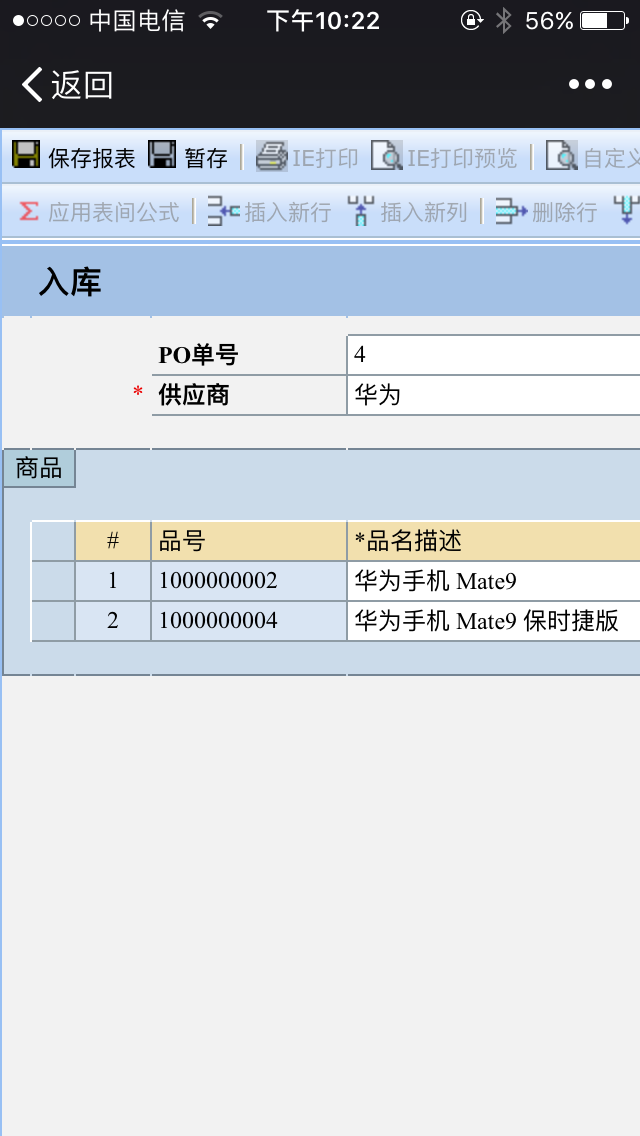 中国电信 下午10:22 56%
返回
保存报表 暂存 IE打印 IE打印预览 自定义
Σ 应用表间公式 插入新行 插入新列 删除行
入库
PO单号 4
* 供应商 华为
商品
# 品号 *品名描述
1 1000000002 华为手机 Mate9
2 1000000004 华为手机 Mate9 保时捷版